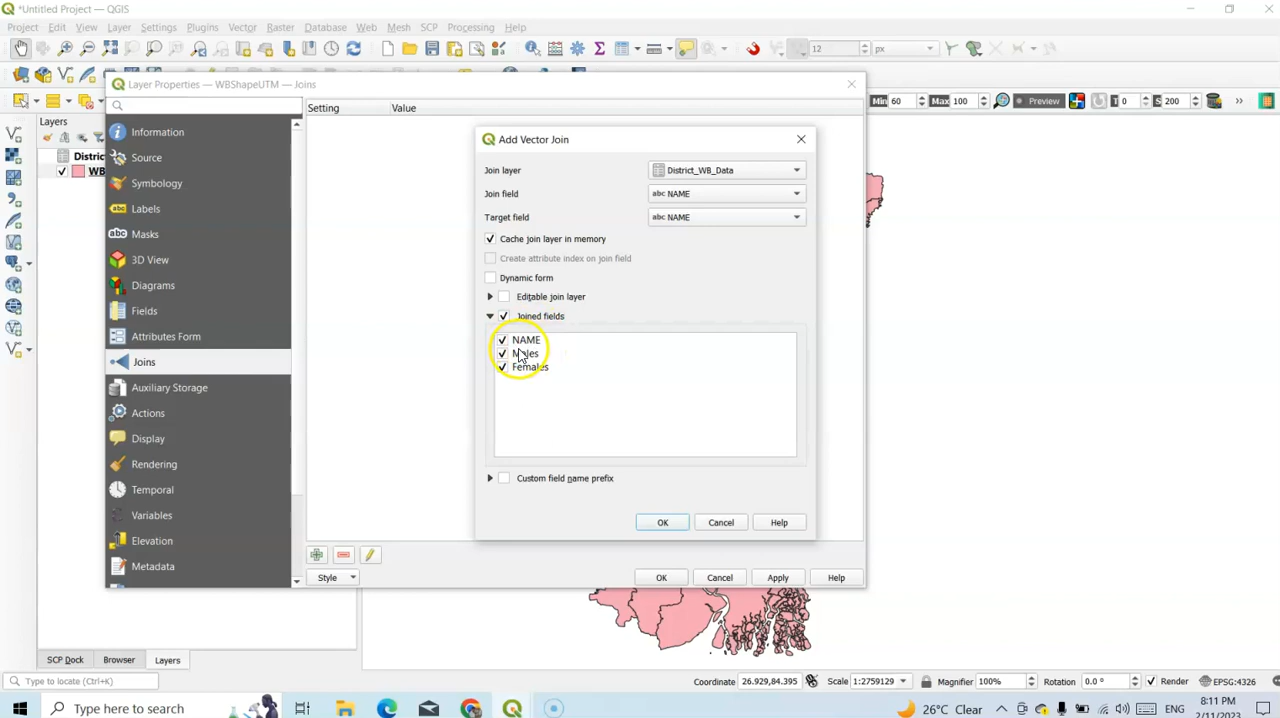 *Untitled Project — QGIS
Project Edit View Layer Settings Plugins Vector Raster Database Web Mesh SCP Processing Help
12 px
Layer Properties — WBShapeUTM — Joins
Min 60 Max 100 Preview T 0 S 200
Layers
Setting Value
Information
Add Vector Join
Distric
Source
WB
Join layer District_WB_Data
Symbology
Join field abc NAME
Labels
Target field abc NAME
Masks
Cache join layer in memory
3D View
Create attribute index on join field
Dynamic form
Diagrams
Editable join layer
Fields
Joined fields
Attributes Form
NAME
Males
Joins
Females
Auxiliary Storage
Actions
Display
Rendering
Custom field name prefix
Temporal
Variables
OK Cancel Help
Elevation
Metadata
Style OK Cancel Apply Help
SCP Dock Browser Layers
Type to locate (Ctrl+K) Coordinate 26.929,84.395 Scale 1:2759129 Magnifier 100% Rotation 0.0 ° Render EPSG:4326
Type here to search 26°C Clear ENG 8:11 PM